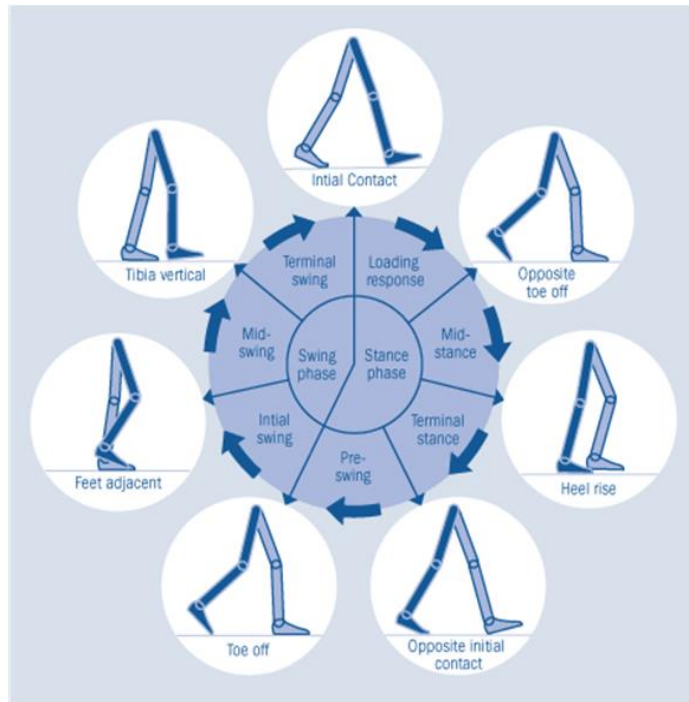 Intial Contact
Opposite
toe off
Heel rise
Opposite initial
contact
Toe off
Feet adjacent
Tibia vertical
Loading
response
Mid-
stance
Terminal
stance
Pre-
swing
Intial
swing
Mid-
swing
Terminal
swing
Swing
phase
Stance
phase